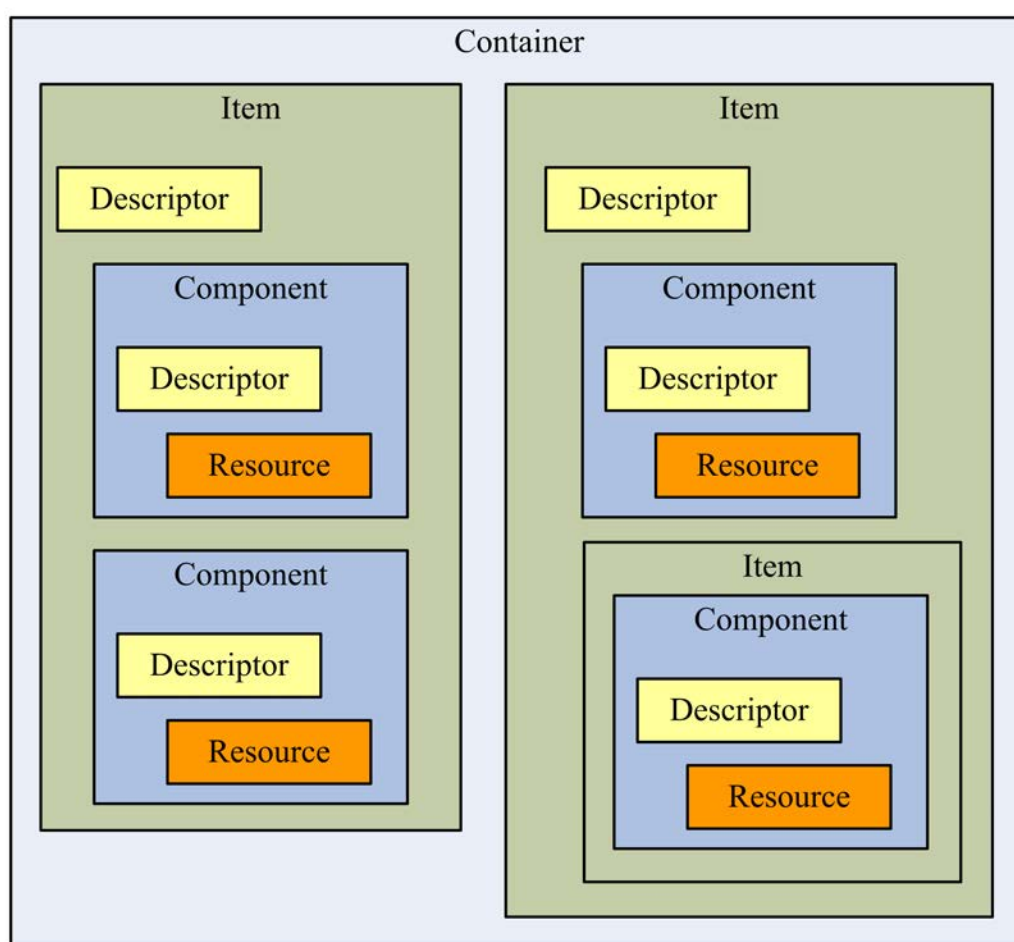 Container
Item
Descriptor
Component
Descriptor
Resource
Component
Descriptor
Resource
Item
Descriptor
Component
Descriptor
Resource
Item
Component
Descriptor
Resource